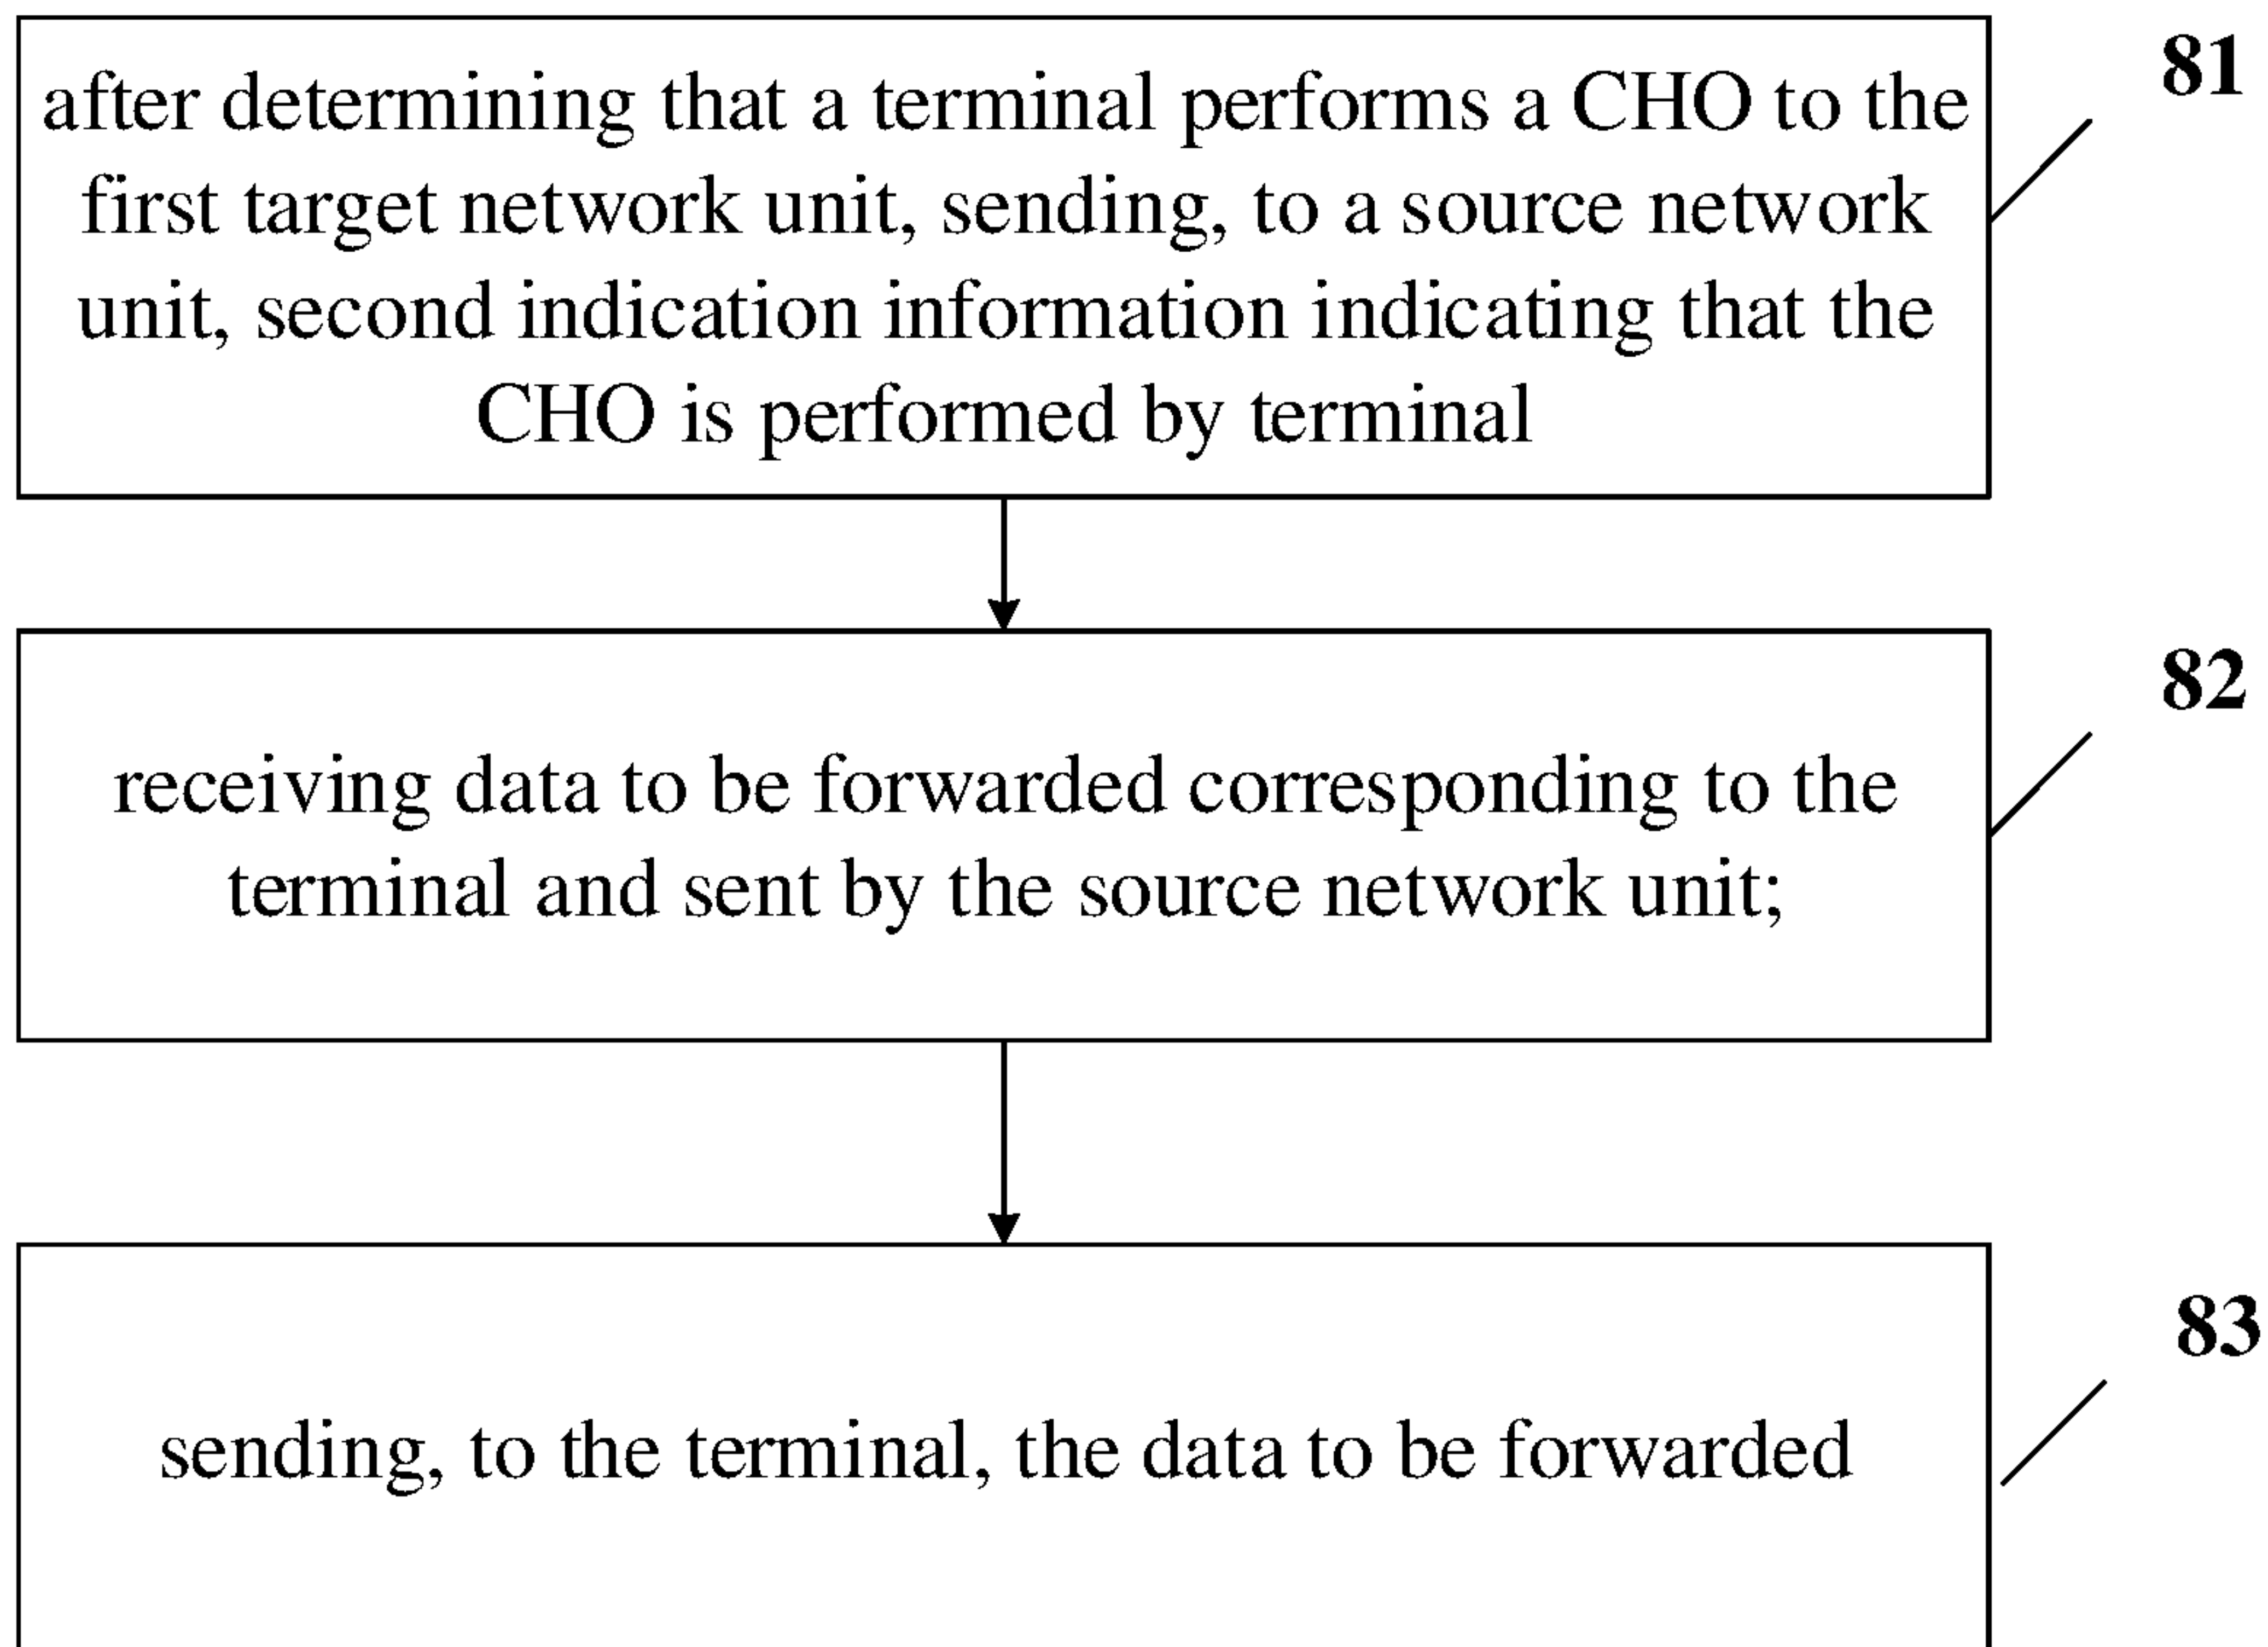 after determining that a terminal performs a CHO to the
first target network unit, sending, to a source network
unit, second indication information indicating that the
CHO is performed by terminal
81
receiving data to be forwarded corresponding to the
terminal and sent by the source network unit;
82
sending, to the terminal, the data to be forwarded
83